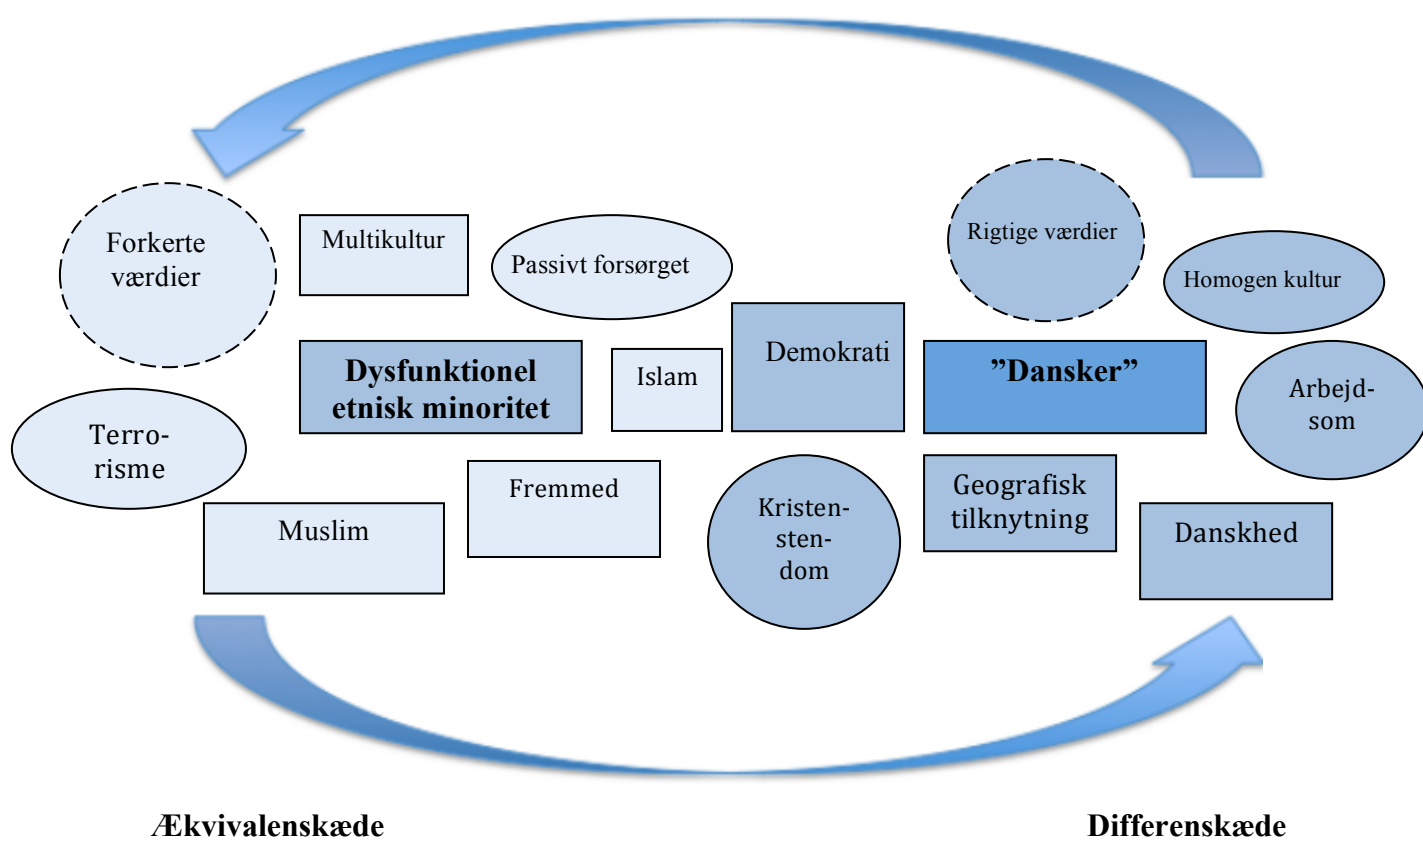 Forkerte
værdier
Multikultur
Passivt forsørget
Rigtige værdier
Homogen kultur
Dysfunktionel
etnisk minoritet
Islam
Demokrati
”Dansker”
Arbejd-
som
Terro-
risme
Muslim
Fremmed
Kristen-
sten-
dom
Geografisk
tilknytning
Danskhed
Ækvivalenskæde
Differenskæde